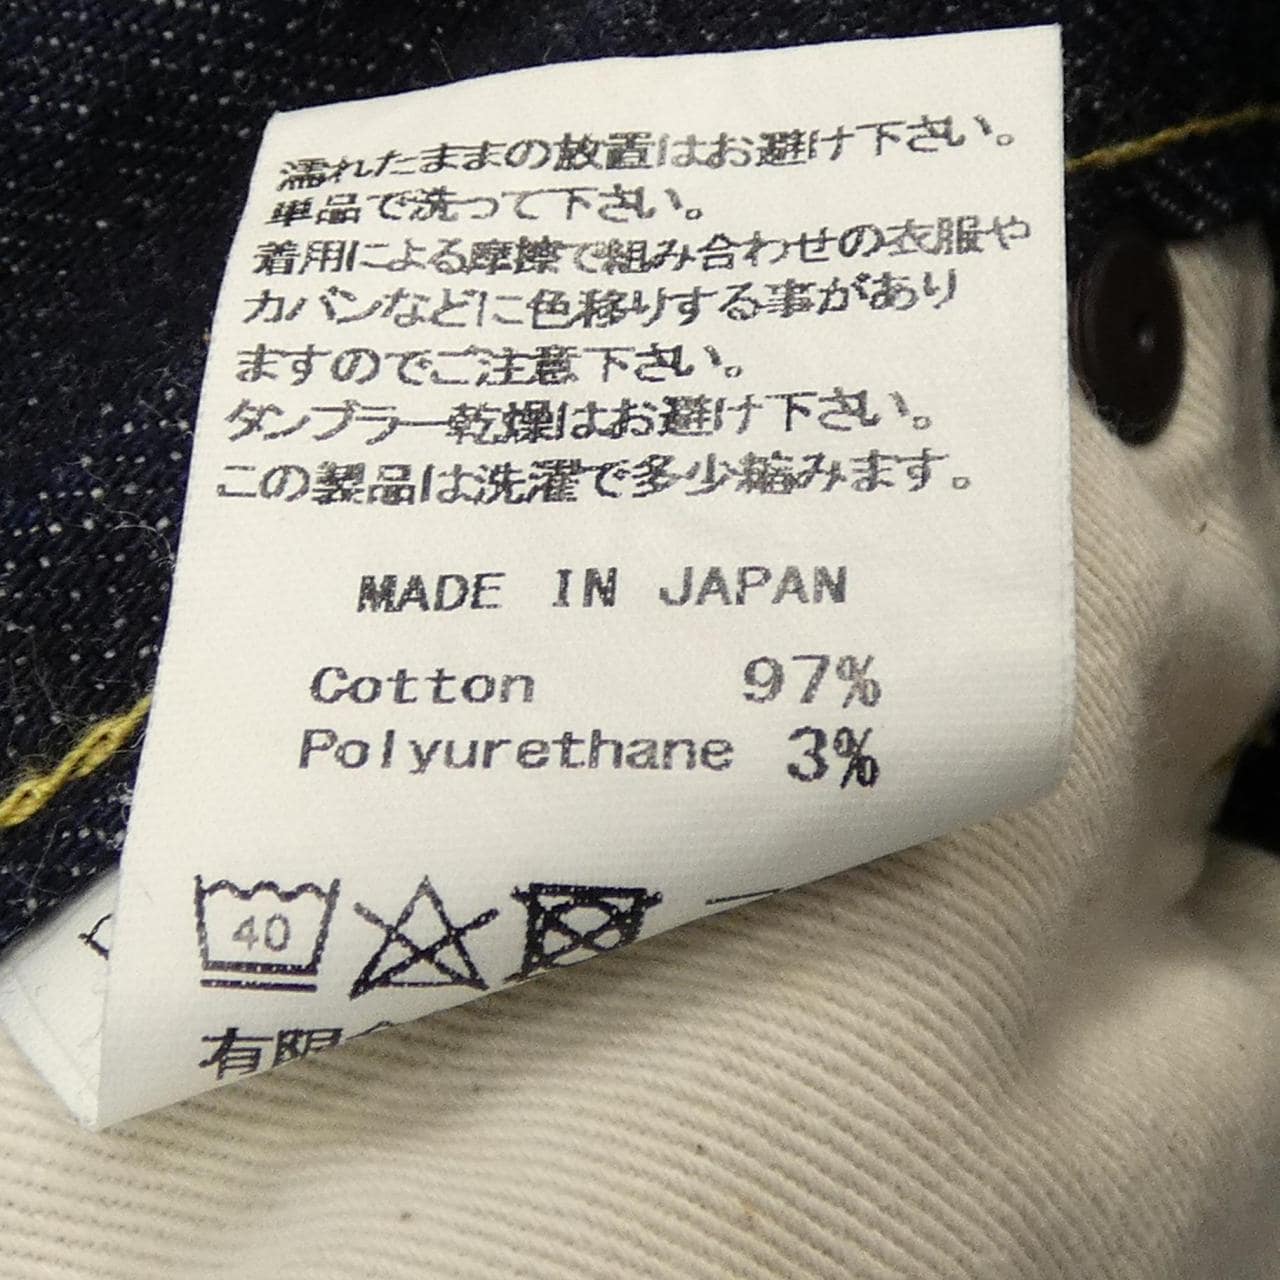 濡れたままの放置はお避け下さい。
単品で洗って下さい。
着用による摩擦で組み合わせの衣服や
カバンなどに色移りする事があり
ますのでご注意下さい。
タンブラー乾燥はお避け下さい。
この製品は洗濯で多少縮みます。
MADE IN JAPAN
Cotton 97%
Polyurethane 3%
40
有限